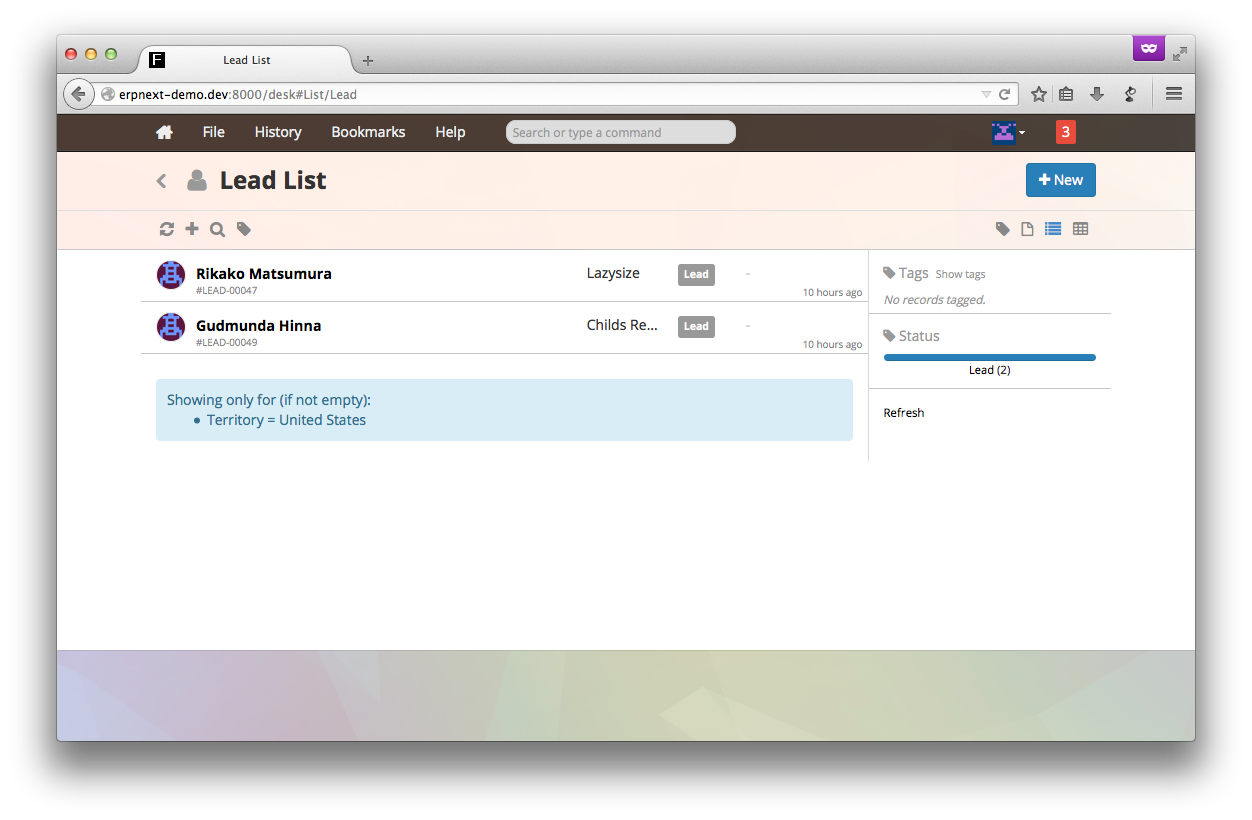 F
Lead List
erpnext-demo.dev:8000/desk#List/Lead
File History Bookmarks Help Search or type a command 3
Lead List
New
Rikako Matsumura Lazysize Lead -
#LEAD-00047 10 hours ago
Gudmunda Hinna Childs Re... Lead -
#LEAD-00049 10 hours ago
Showing only for (if not empty):
• Territory = United States
Tags Show tags
No records tagged.
Status
Lead (2)
Refresh